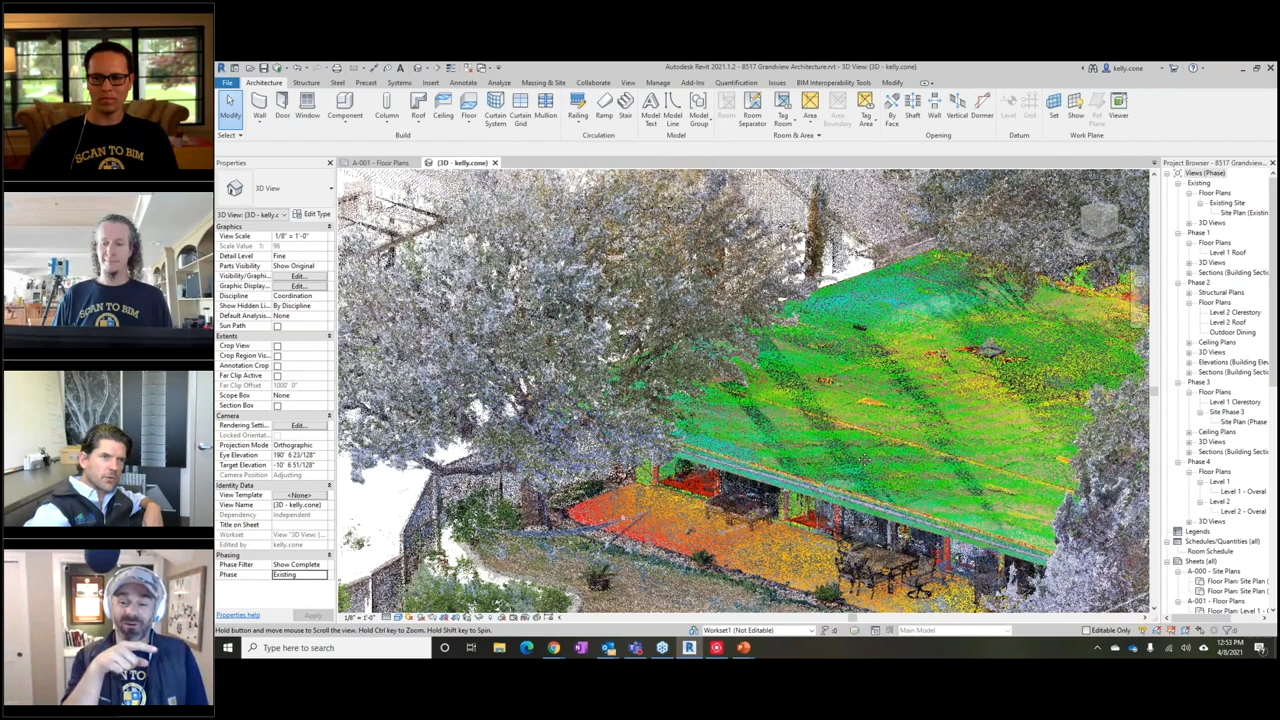 SCAN TO BIM
SCAN TO BIM
SCAN TO BIM
Autodesk Revit 2021.1.2 - 8517 Grandview Architecture.rvt - 3D View: {3D - kelly.cone}
kelly.cone
File Architecture Structure Steel Precast Systems Insert Annotate Analyze Massing & Site Collaborate View Manage Add-Ins Quantification Issues BIM Interoperability Tools Modify
Modify Wall Door Window Component Column Roof Ceiling Floor Curtain System Curtain Grid Mullion Railing Ramp Stair Model Text Model Line Model Group Room Room Separator Tag Room Area Area Boundary Tag Area By Face Shaft Wall Vertical Dormer Level Grid Set Show Ref Plane Viewer
Select Build Circulation Model Room & Area Opening Datum Work Plane
Properties
A-001 - Floor Plans
{3D - kelly.cone}
Project Browser - 8517 Grandview
3D View
3D View: {3D - kelly.c
Edit Type
Graphics
View Scale 1/8" = 1'-0"
Scale Value 1: 96
Detail Level Fine
Parts Visibility Show Original
Visibility/Graphi... Edit...
Graphic Display... Edit...
Discipline Coordination
Show Hidden Li... By Discipline
Default Analysis... None
Sun Path
Extents
Crop View
Crop Region Vis...
Annotation Crop
Far Clip Active
Far Clip Offset 1000' 0"
Scope Box None
Section Box
Camera
Rendering Setti... Edit...
Locked Orientat...
Projection Mode Orthographic
Eye Elevation 190' 6 23/128"
Target Elevation -10' 6 51/128"
Camera Position Adjusting
Identity Data
View Template <None>
View Name {3D - kelly.cone}
Dependency Independent
Title on Sheet
Workset View "3D View: {...
Edited by kelly.cone
Phasing
Phase Filter Show Complete
Phase Existing
Properties help
Apply
Views (Phase)
Existing
Floor Plans
Existing Site
Site Plan (Existing
3D Views
Phase 1
Floor Plans
Level 1 Roof
3D Views
Sections (Building Section
Phase 2
Structural Plans
Floor Plans
Level 2 Clerestory
Level 2 Roof
Outdoor Dining
Ceiling Plans
3D Views
Elevations (Building Elev
Sections (Building Sectic
Phase 3
Floor Plans
Level 1 Clerestory
Site Phase 3
Site Plan (Phase
Ceiling Plans
3D Views
Sections (Building Sectic
Phase 4
Floor Plans
Level 1
Level 1 - Overal
Level 2
Level 2 - Overal
3D Views
Legends
Schedules/Quantities (all)
Room Schedule
Sheets (all)
A-000 - Site Plans
Floor Plan: Site Plan (
Floor Plan: Site Plan (
A-001 - Floor Plans
Floor Plan: Level 1 -
1/8" = 1'-0"
Hold button and move mouse to Scroll the view. Hold Ctrl key to Zoom. Hold Shift key to Spin.
Workset1 (Not Editable)
:0
Main Model
Editable Only
:0
Type here to search
12:53 PM
4/8/2021